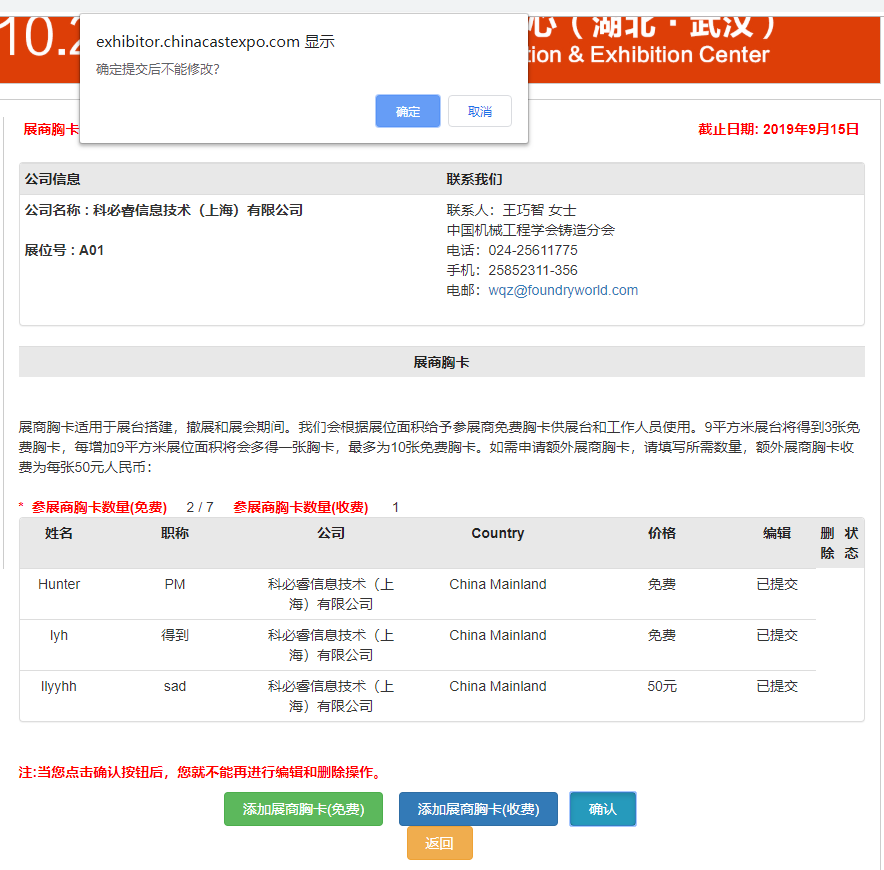 10.2
心（湖北·武汉）
tion & Exhibition Center
exhibitor.chinacastexpo.com 显示
确定提交后不能修改?
确定 取消
展商胸卡
截止日期: 2019年9月15日
公司信息 联系我们
公司名称 : 科必睿信息技术（上海）有限公司
展位号 : A01
联系人: 王巧智 女士
中国机械工程学会铸造分会
电话: 024-25611775
手机: 25852311-356
电邮: wqz@foundryworld.com
展商胸卡
展商胸卡适用于展台搭建，撤展和展会期间。我们会根据展位面积给予参展商免费胸卡供展台和工作人员使用。9平方米展台将得到3张免
费胸卡，每增加9平方米展位面积将会多得一张胸卡，最多为10张免费胸卡。如需申请额外展商胸卡，请填写所需数量，额外展商胸卡收
费为每张50元人民币：
* 参展商胸卡数量(免费) 2 / 7 参展商胸卡数量(收费) 1
姓名 职称 公司 Country 价格 编辑 删除 状态
Hunter PM 科必睿信息技术（上
海）有限公司 China Mainland 免费 已提交
lyh 得到 科必睿信息技术（上
海）有限公司 China Mainland 免费 已提交
llyyhh sad 科必睿信息技术（上
海）有限公司 China Mainland 50元 已提交
注:当您点击确认按钮后，您就不能再进行编辑和删除操作。
添加展商胸卡(免费) 添加展商胸卡(收费) 确认
返回